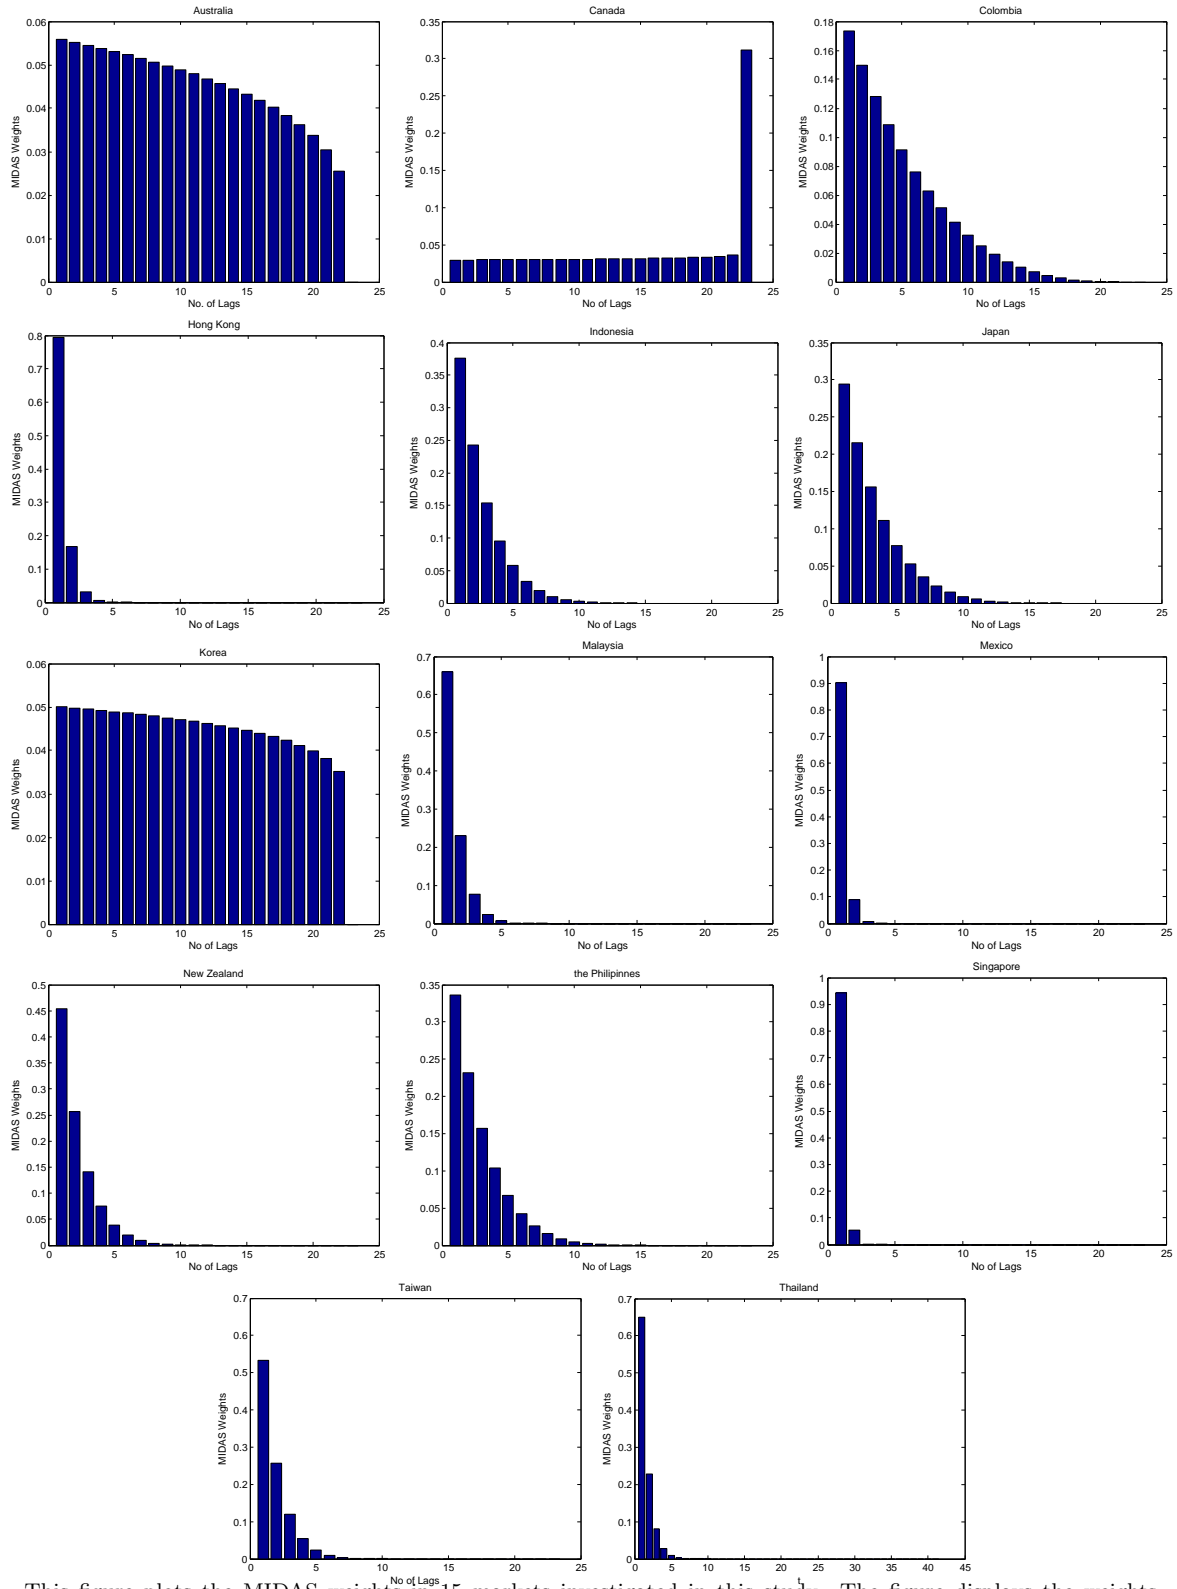 Australia
0.06
0.05
0.04
0.03
0.02
0.01
0
MIDAS Weights
0 5 10 15 20 25
No. of Lags
Canada
0.35
0.3
0.25
0.2
0.15
0.1
0.05
0
MIDAS Weights
0 5 10 15 20 25
No of Lags
Colombia
0.18
0.16
0.14
0.12
0.1
0.08
0.06
0.04
0.02
0
MIDAS Weights
0 5 10 15 20 25
No of Lags
Hong Kong
0.8
0.7
0.6
0.5
0.4
0.3
0.2
0.1
0
MIDAS Weights
0 5 10 15 20 25
No of Lags
Indonesia
0.4
0.35
0.3
0.25
0.2
0.15
0.1
0.05
0
MIDAS Weights
0 5 10 15 20 25
No of Lags
Japan
0.35
0.3
0.25
0.2
0.15
0.1
0.05
0
MIDAS Weights
0 5 10 15 20 25
No of Lags
Korea
0.06
0.05
0.04
0.03
0.02
0.01
0
MIDAS Weights
0 5 10 15 20 25
No of Lags
Malaysia
0.7
0.6
0.5
0.4
0.3
0.2
0.1
0
MIDAS Weights
0 5 10 15 20 25
No of Lags
Mexico
1
0.9
0.8
0.7
0.6
0.5
0.4
0.3
0.2
0.1
0
MIDAS Weights
0 5 10 15 20 25
No of Lags
New Zealand
0.5
0.45
0.4
0.35
0.3
0.25
0.2
0.15
0.1
0.05
0
MIDAS Weights
0 5 10 15 20 25
No of Lags
the Philipinnes
0.35
0.3
0.25
0.2
0.15
0.1
0.05
0
MIDAS Weights
0 5 10 15 20 25
No of Lags
Singapore
1
0.9
0.8
0.7
0.6
0.5
0.4
0.3
0.2
0.1
0
MIDAS Weights
0 5 10 15 20 25
No of Lags
Taiwan
0.7
0.6
0.5
0.4
0.3
0.2
0.1
0
MIDAS Weights
0 5 10 15 20 25
No of Lags
Thailand
0.7
0.6
0.5
0.4
0.3
0.2
0.1
0
MIDAS Weights
0 5 10 15 20 25 30 35 40 45
t
This figure plots the MIDAS weights in 15 markets investigated in this study. The figure displays the weights